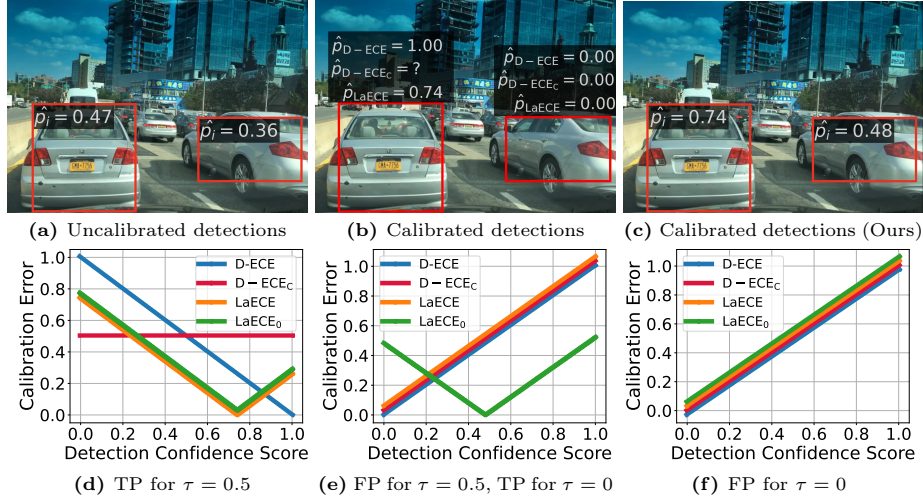 p̂ᵢ = 0.47
p̂ᵢ = 0.36
p̂D−ECE = 1.00
p̂D−ECEC = ?
p̂LaECE = 0.74
p̂D−ECE = 0.00
p̂D−ECEC = 0.00
p̂LaECE = 0.00
p̂ᵢ = 0.74
p̂ᵢ = 0.48
(a) Uncalibrated detections
(b) Calibrated detections
(c) Calibrated detections (Ours)
Calibration Error
1.0
0.8
0.6
0.4
0.2
0.0
D-ECE
D−ECEC
LaECE
LaECE0
0.0 0.2 0.4 0.6 0.8 1.0
Detection Confidence Score
(d) TP for τ = 0.5
Calibration Error
1.0
0.8
0.6
0.4
0.2
0.0
D-ECE
D−ECEC
LaECE
LaECE0
0.0 0.2 0.4 0.6 0.8 1.0
Detection Confidence Score
(e) FP for τ = 0.5, TP for τ = 0
Calibration Error
1.0
0.8
0.6
0.4
0.2
0.0
D-ECE
D−ECEC
LaECE
LaECE0
0.0 0.2 0.4 0.6 0.8 1.0
Detection Confidence Score
(f) FP for τ = 0